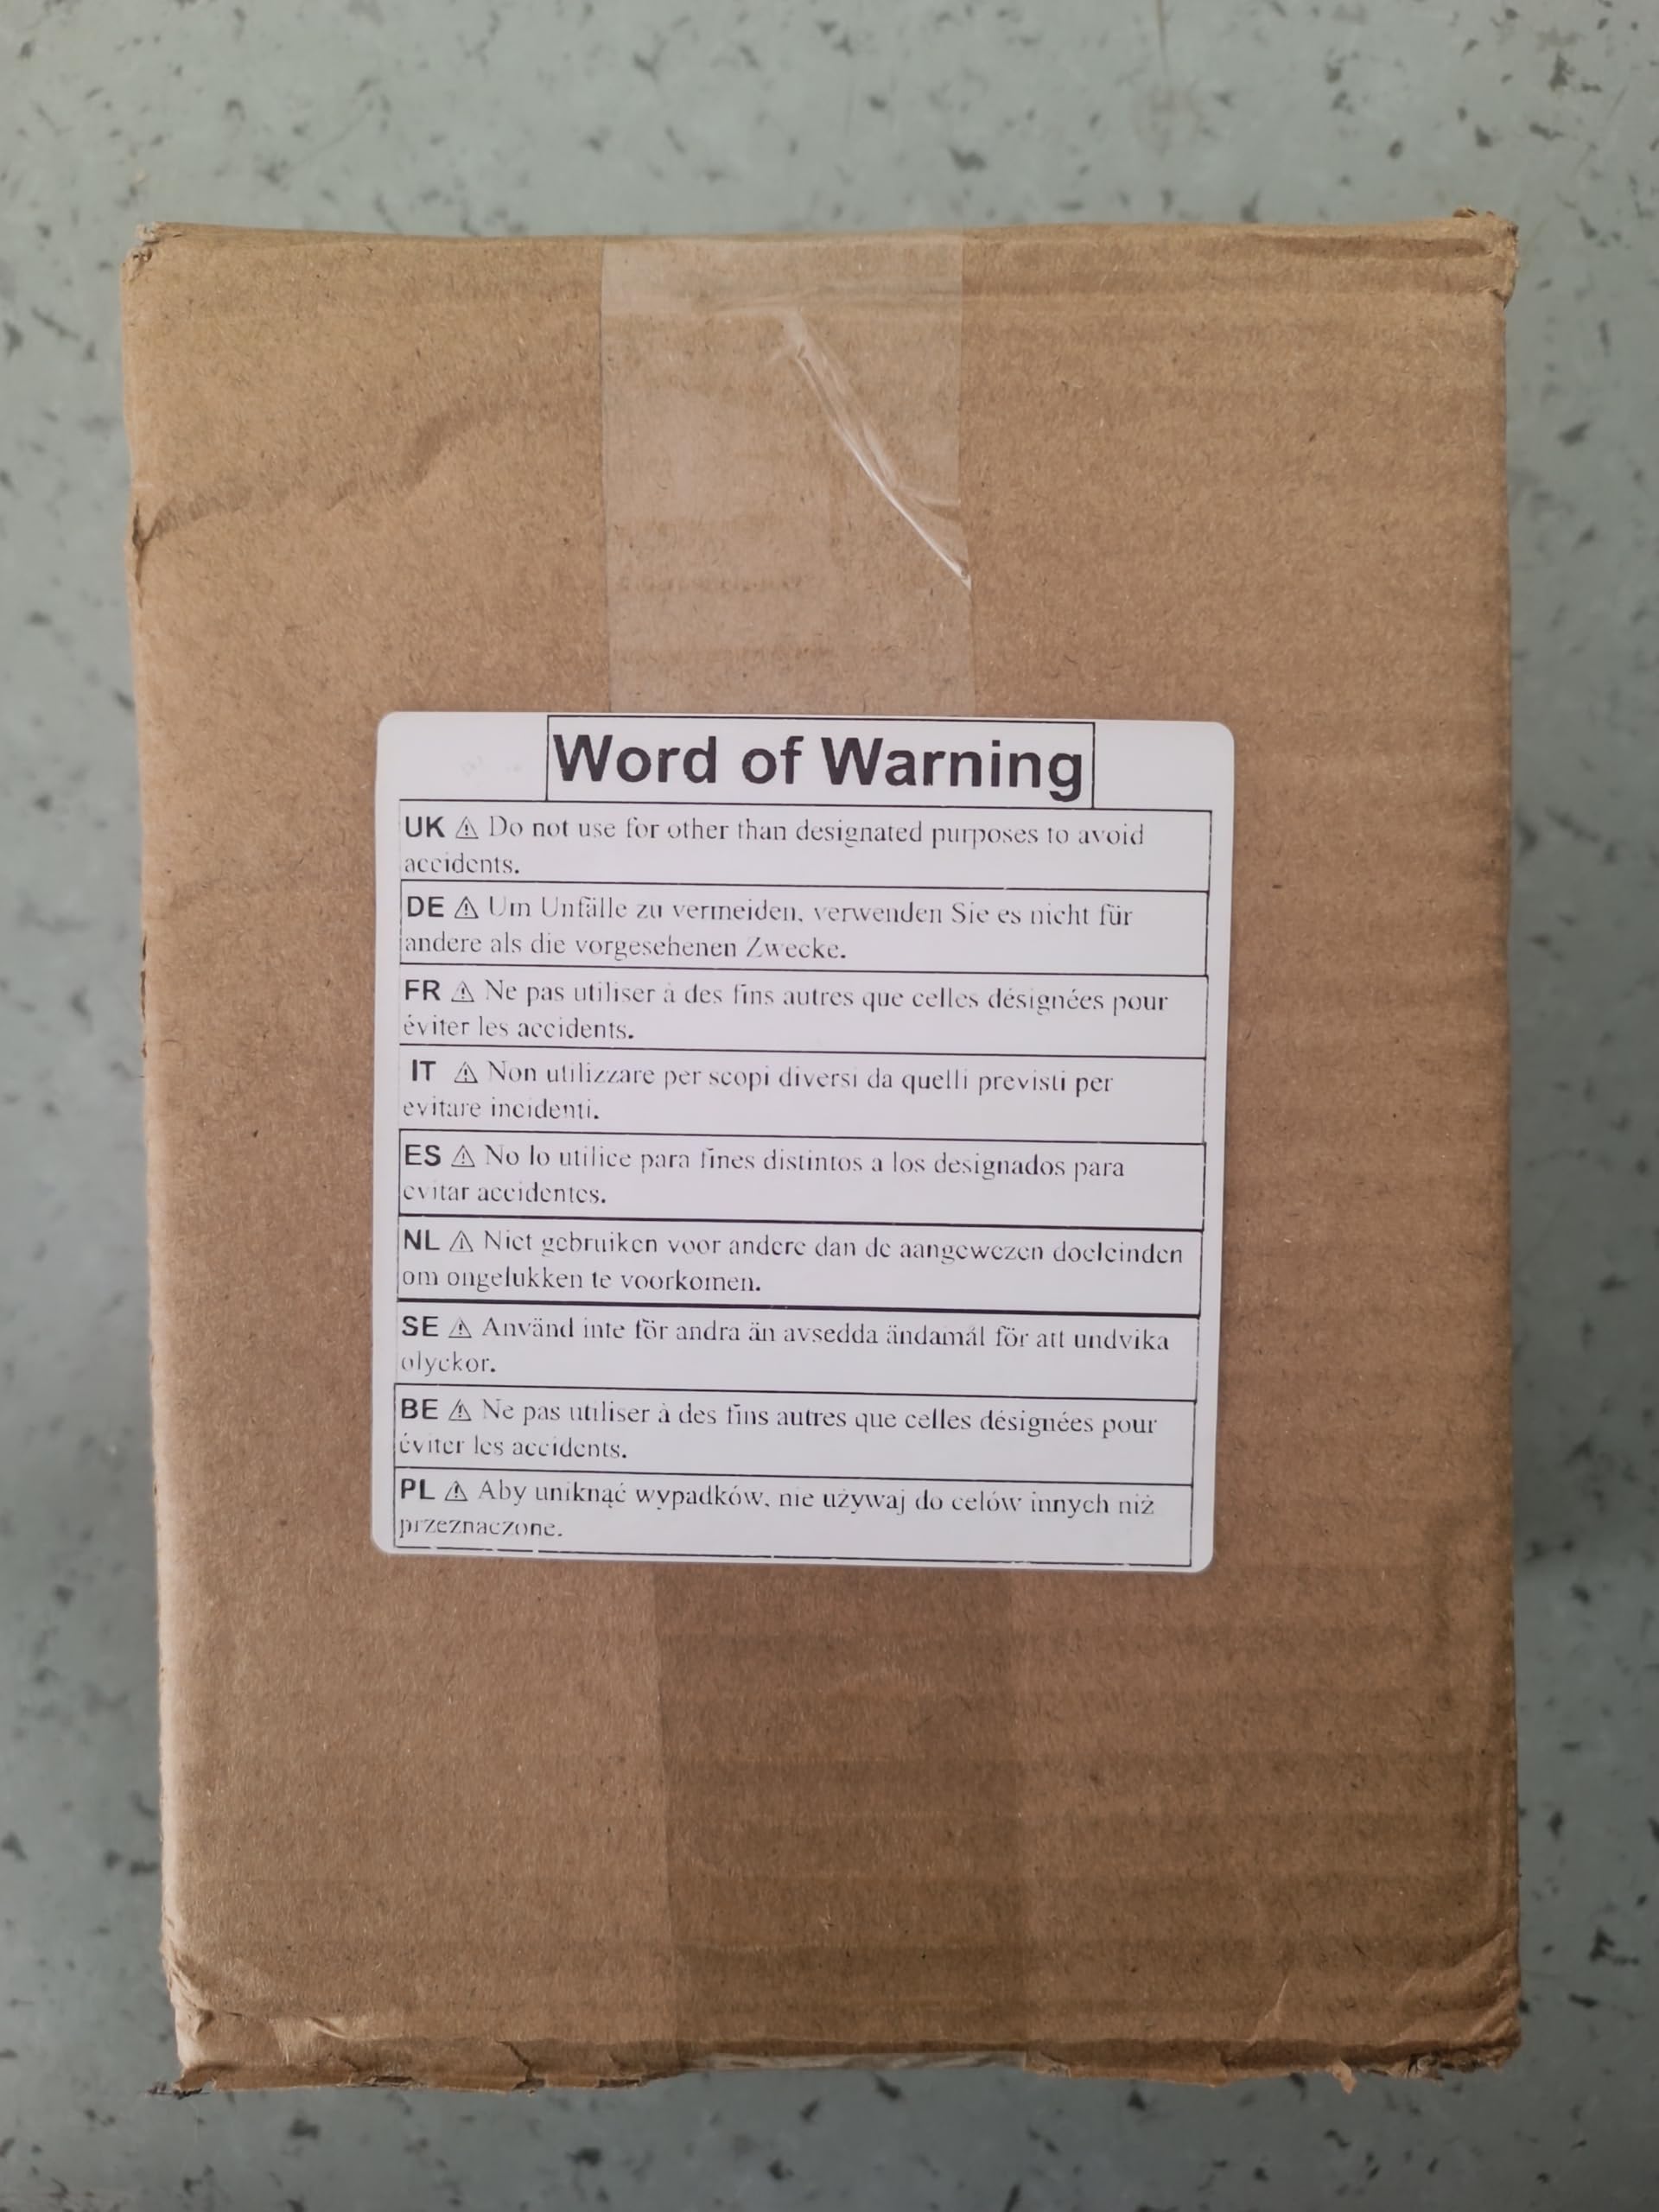 Word of Warning
UK ⚠ Do not use for other than designated purposes to avoid
accidents.
DE ⚠ Um Unfälle zu vermeiden, verwenden Sie es nicht für
andere als die vorgesehenen Zwecke.
FR ⚠ Ne pas utiliser à des fins autres que celles désignées pour
éviter les accidents.
IT ⚠ Non utilizzare per scopi diversi da quelli previsti per
evitare incidenti.
ES ⚠ No lo utilice para fines distintos a los designados para
evitar accidentes.
NL ⚠ Niet gebruiken voor andere dan de aangewezen doeleinden
om ongelukken te voorkomen.
SE ⚠ Använd inte för andra än avsedda ändamål för att undvika
olyckor.
BE ⚠ Ne pas utiliser à des fins autres que celles désignées pour
éviter les accidents.
PL ⚠ Aby uniknąć wypadków, nie używaj do celów innych niż
przeznaczone.